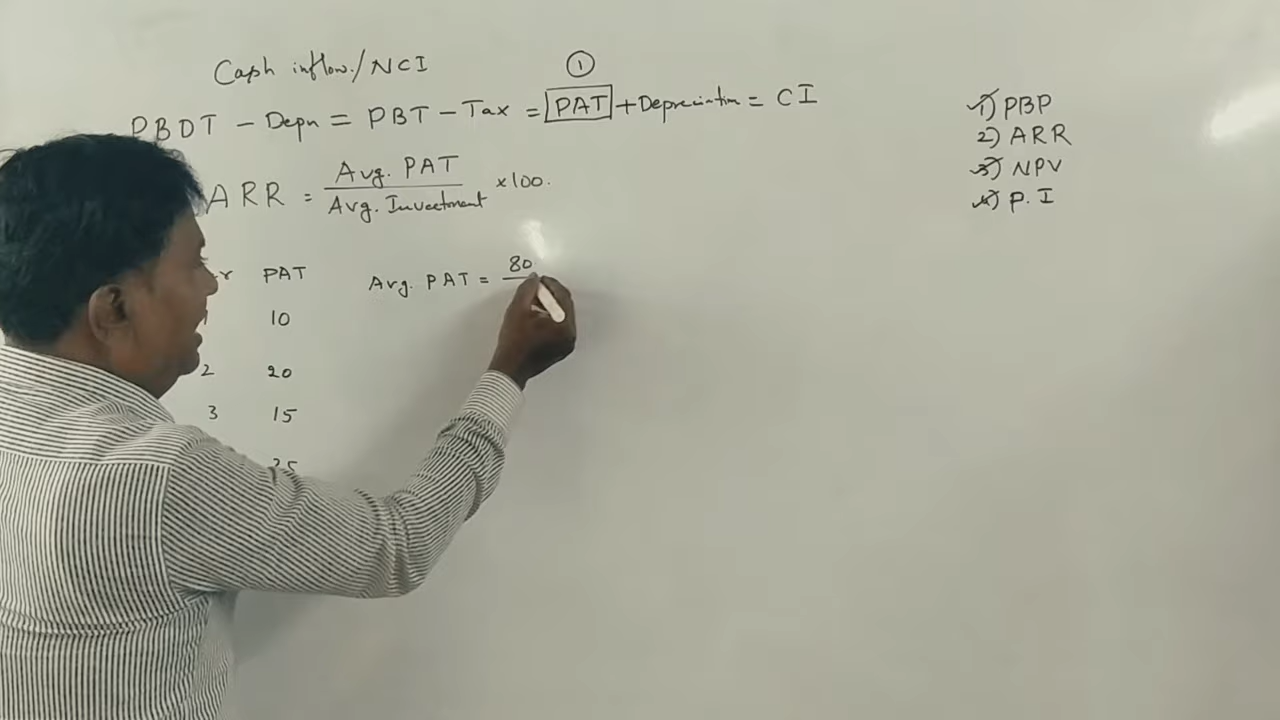 Cash inflow./NCI
①
PBDT - Depn = PBT - Tax = PAT + Depreciation = CI
ARR = Avg. PAT / Avg. Investment ×100.
PAT
Avg. PAT = 80
1 10
2 20
3 15
1) PBP
2) ARR
3) NPV
4) P.I